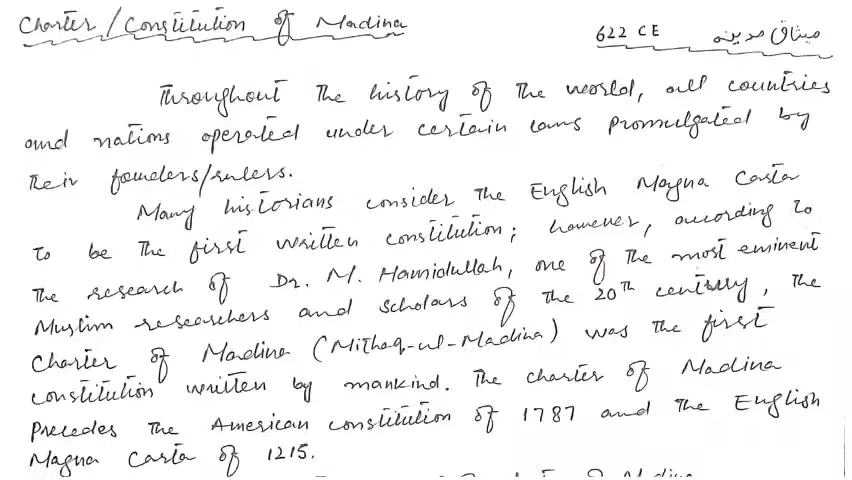 Charter/Constitution of Madina 622 CE میثاق مدینہ
Throughout the history of the world, all countries
and nations operated under certain laws promulgated by
their founders/rulers.
Many historians consider the English Magna Carta
to be the first written constitution; however, according to
the research of Dr. M. Hamidullah, one of the most eminent
Muslim researchers and scholars of the 20th century, the
Charter of Madina (Mithaq-ul-Madina) was the first
constitution written by mankind. The charter of Madina
precedes the American constitution of 1787 and the English
Magna Carta of 1215.
of Madina